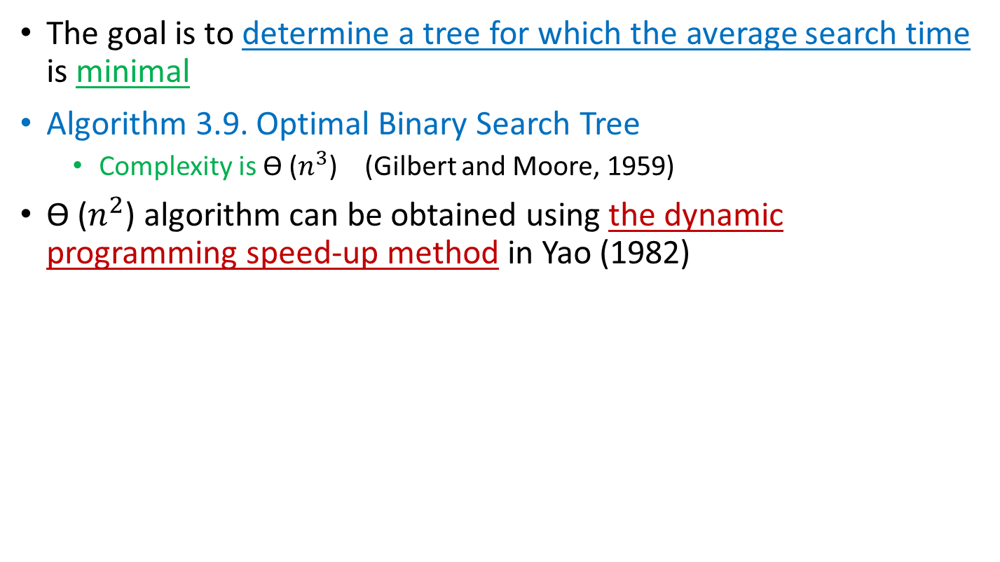 • The goal is to determine a tree for which the average search time
is minimal
• Algorithm 3.9. Optimal Binary Search Tree
• Complexity is Ɵ (𝑛³) (Gilbert and Moore, 1959)
• Ɵ (𝑛²) algorithm can be obtained using the dynamic
programming speed-up method in Yao (1982)